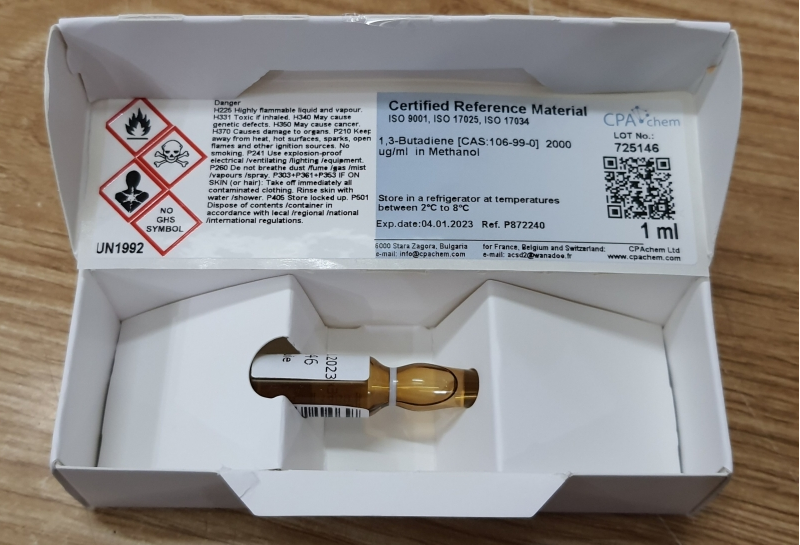 Danger
H225 Highly flammable liquid and vapour.
H331 Toxic if inhaled. H340 May cause
genetic defects. H350 May cause cancer.
H370 Causes damage to organs. P210 Keep
away from heat, hot surfaces, sparks, open
flames and other ignition sources. No
smoking. P241 Use explosion-proof
electrical /ventilating /lighting /equipment.
P260 Do not breathe dust /fume /gas /mist
/vapours /spray. P303+P361+P353 IF ON
SKIN (or hair): Take off immediately all
contaminated clothing. Rinse skin with
water /shower. P405 Store locked up. P501
Dispose of contents /container in
accordance with local /regional /national
/international regulations.
NO
GHS
SYMBOL
UN1992
Certified Reference Material
ISO 9001, ISO 17025, ISO 17034
1,3-Butadiene [CAS:106-99-0] 2000
ug/ml in Methanol
Store in a refrigerator at temperatures
between 2°C to 8°C
Exp.date:04.01.2023 Ref. P872240
CPAchem
LOT No.:
725146
1 ml
6000 Stara Zagora, Bulgaria
e-mail: info@cpachem.com
for France, Belgium and Switzerland:
e-mail: acsd2@wanadoo.fr
CPAchem Ltd
www.cpachem.com
46
2023